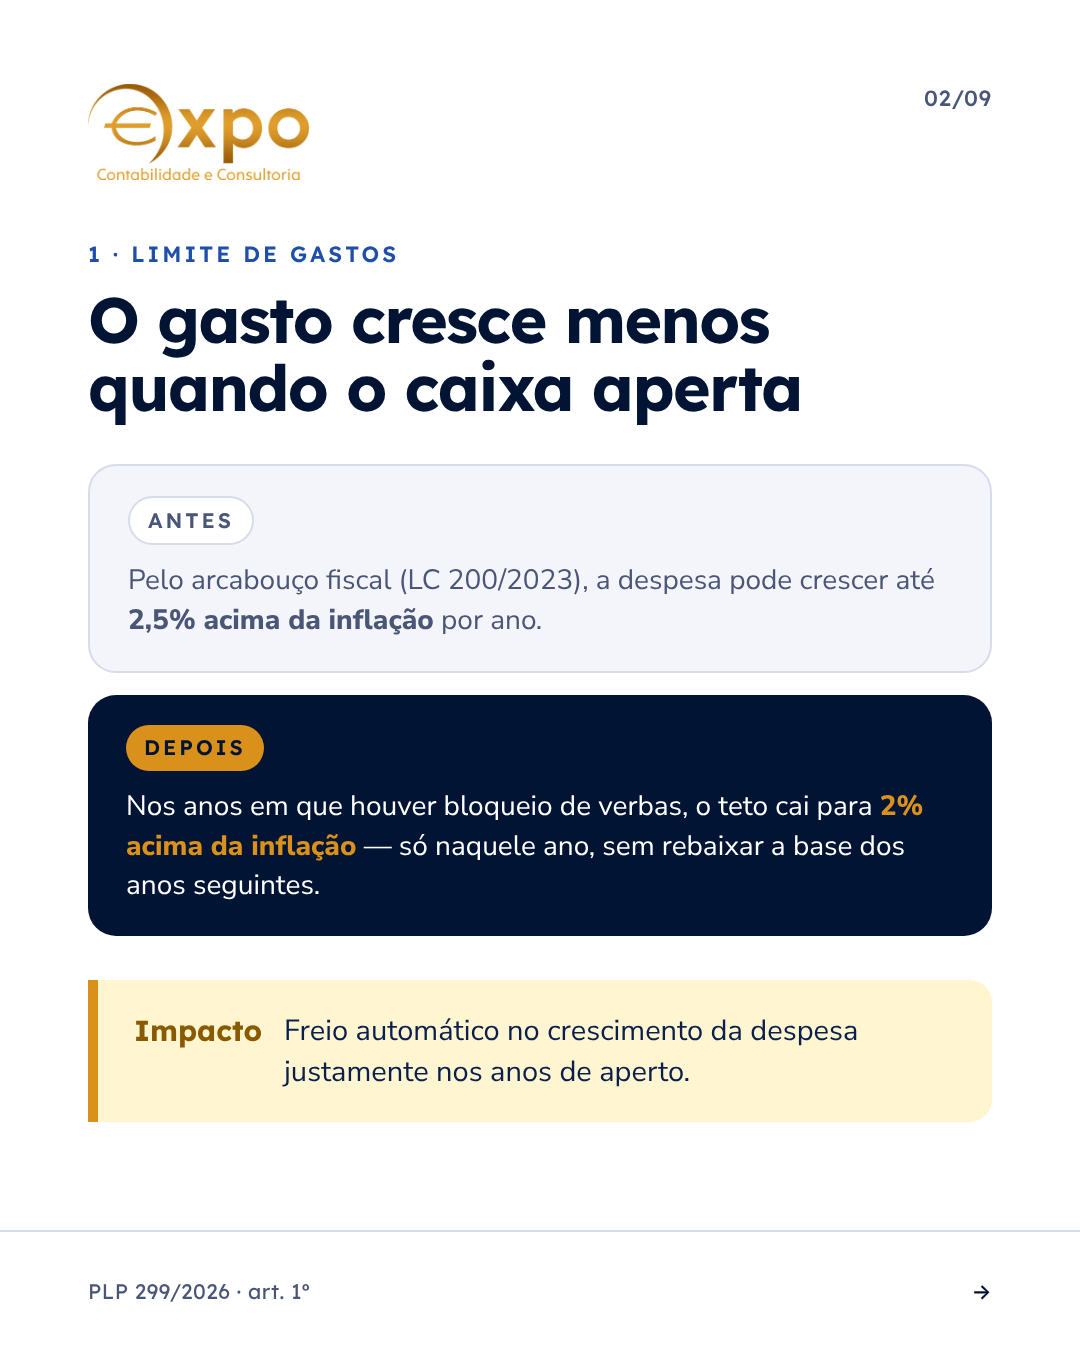 Expo
Contabilidade e Consultoria
02/09
1 · LIMITE DE GASTOS
O gasto cresce menos
quando o caixa aperta
ANTES
Pelo arcabouço fiscal (LC 200/2023), a despesa pode crescer até
2,5% acima da inflação por ano.
DEPOIS
Nos anos em que houver bloqueio de verbas, o teto cai para 2%
acima da inflação — só naquele ano, sem rebaixar a base dos
anos seguintes.
Impacto Freio automático no crescimento da despesa
justamente nos anos de aperto.
PLP 299/2026 · art. 1º →